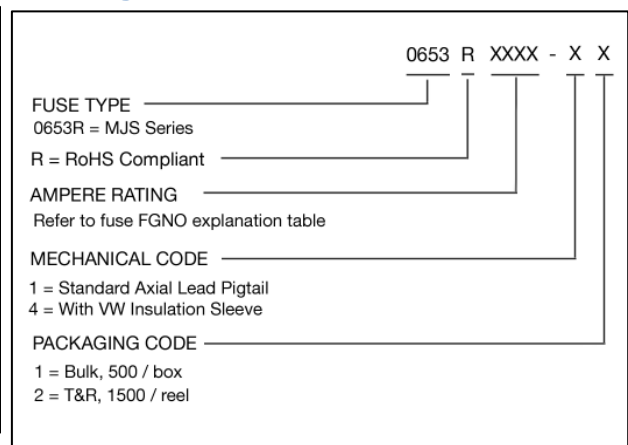 0653 R XXXX - X X
FUSE TYPE
0653R = MJS Series
R = RoHS Compliant
AMPERE RATING
Refer to fuse FGNO explanation table
MECHANICAL CODE
1 = Standard Axial Lead Pigtail
4 = With VW Insulation Sleeve
PACKAGING CODE
1 = Bulk, 500 / box
2 = T&R, 1500 / reel